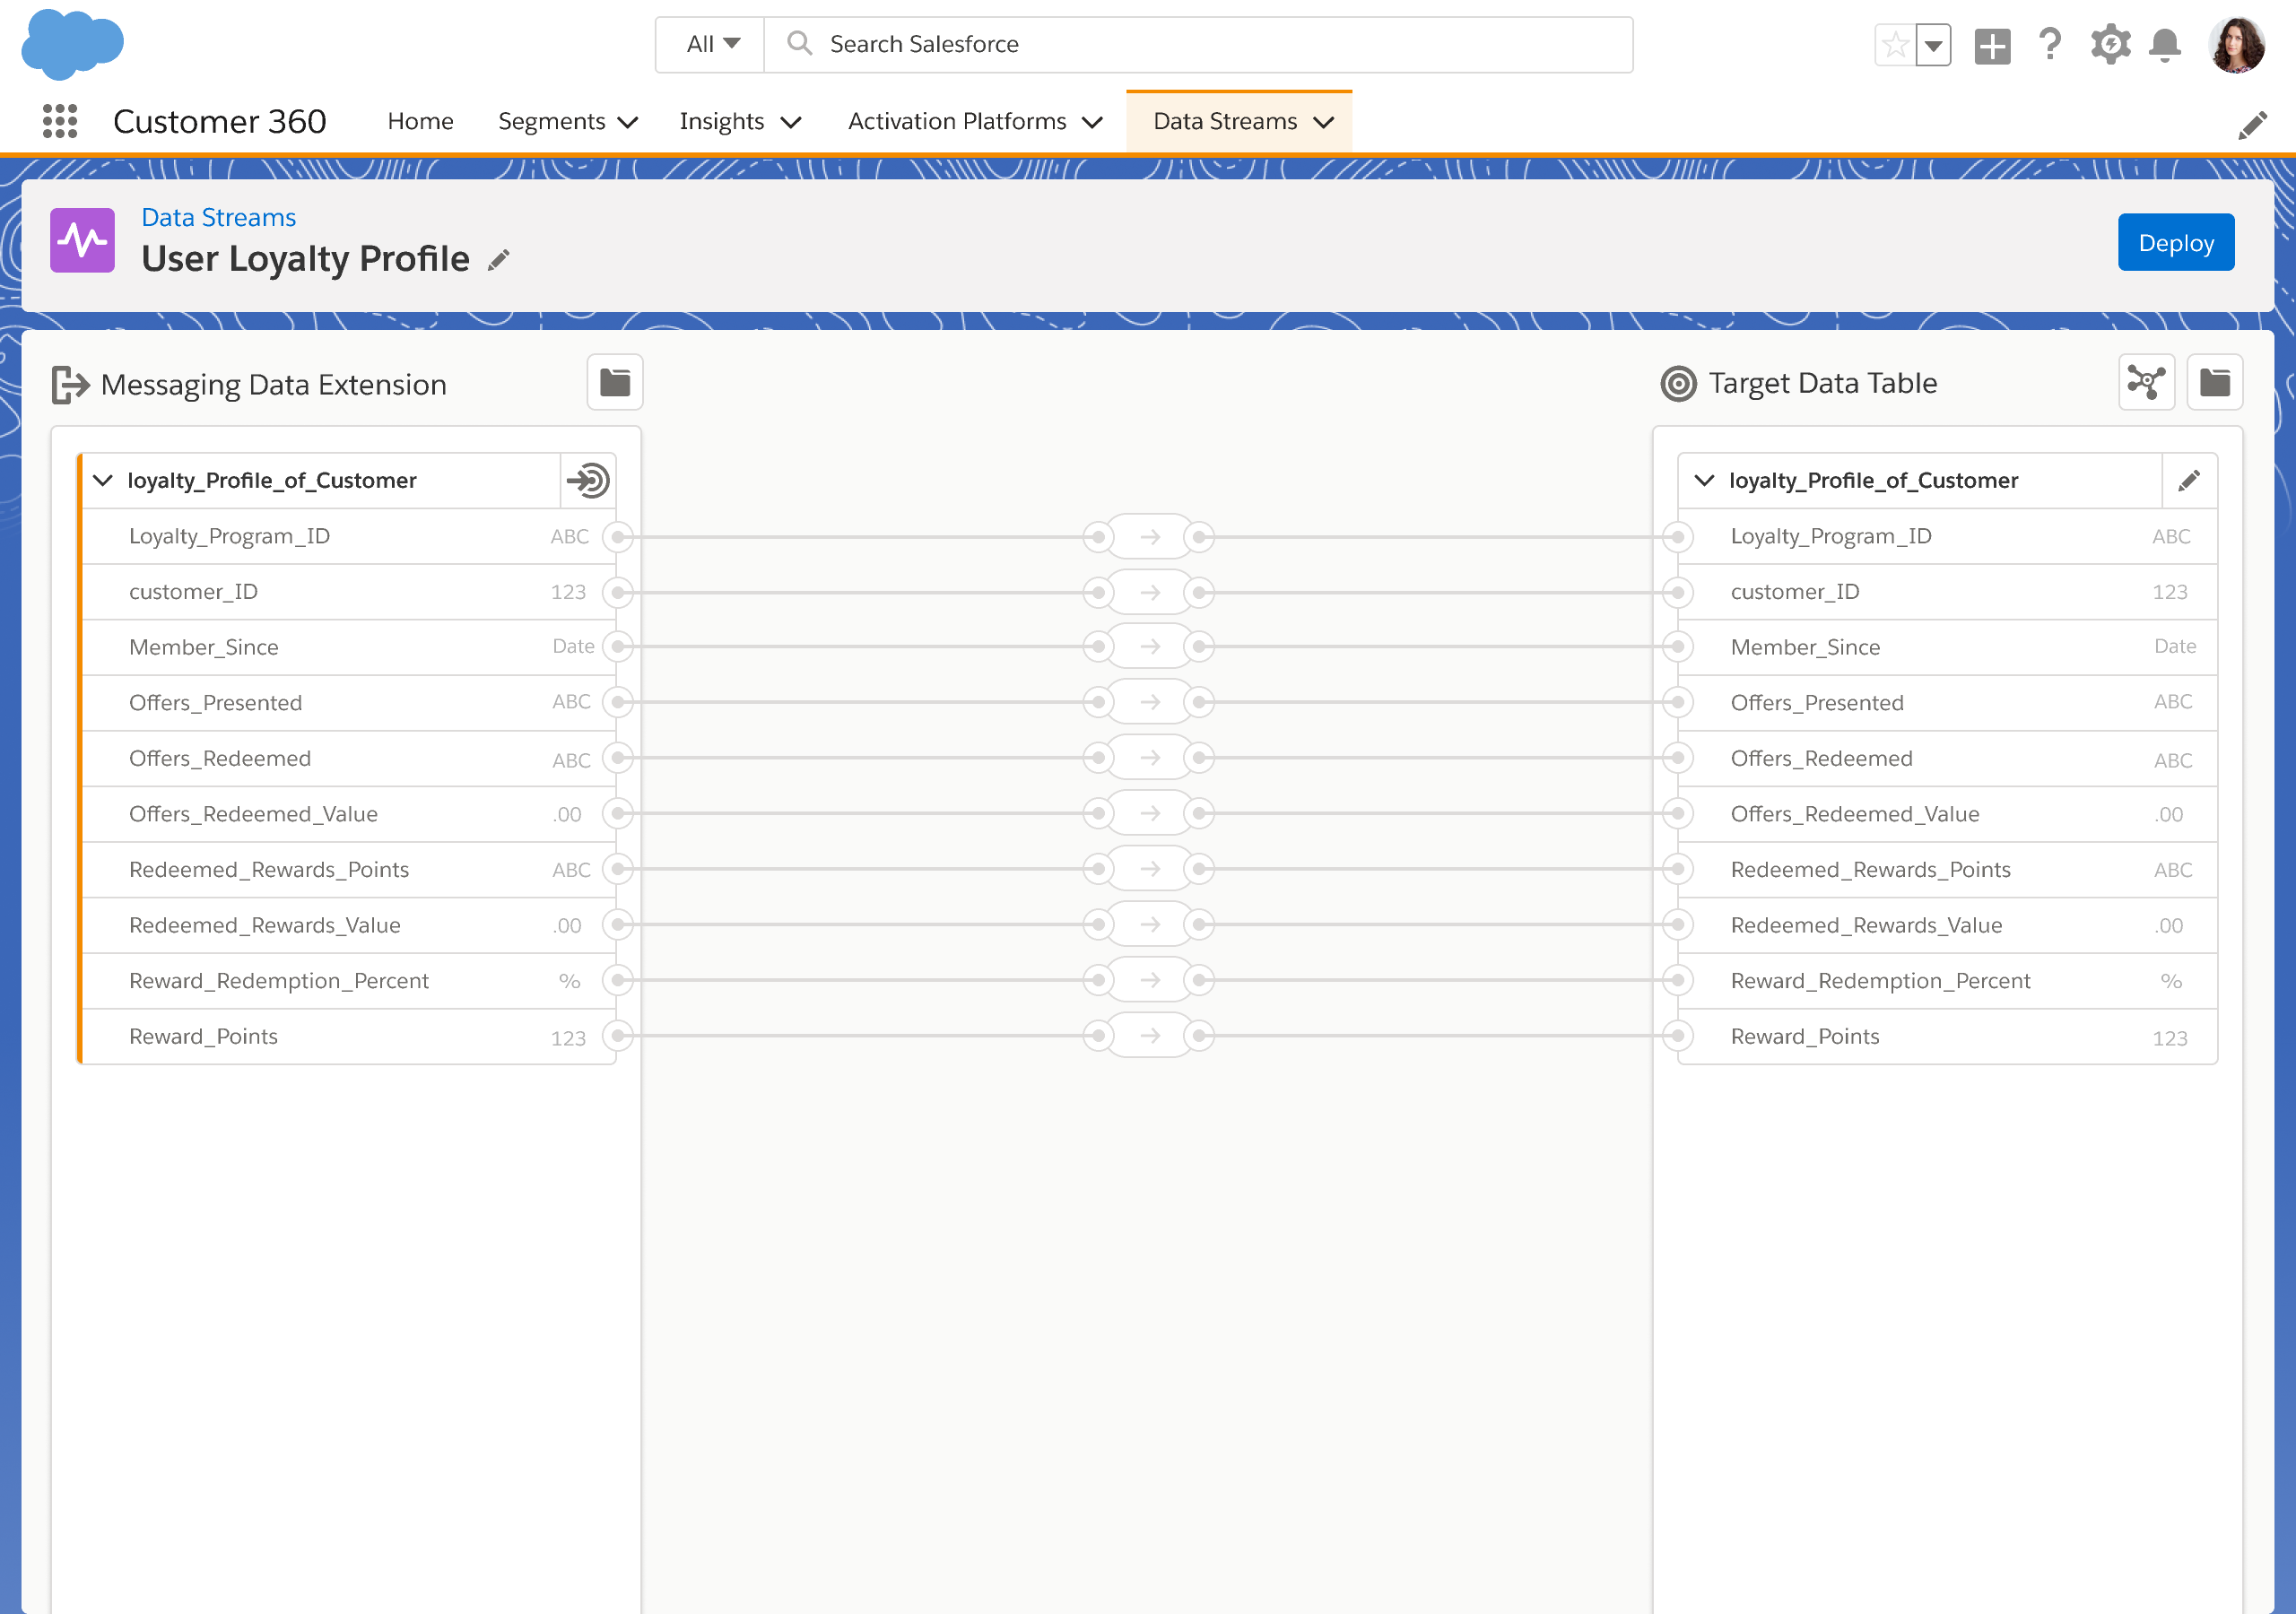 All
Search Salesforce
Customer 360
Home
Segments
Insights
Activation Platforms
Data Streams
Data Streams
User Loyalty Profile
Deploy
Messaging Data Extension
Target Data Table
loyalty_Profile_of_Customer
loyalty_Profile_of_Customer
Loyalty_Program_ID ABC
Loyalty_Program_ID ABC
customer_ID 123
customer_ID 123
Member_Since Date
Member_Since Date
Offers_Presented ABC
Offers_Presented ABC
Offers_Redeemed ABC
Offers_Redeemed ABC
Offers_Redeemed_Value .00
Offers_Redeemed_Value .00
Redeemed_Rewards_Points ABC
Redeemed_Rewards_Points ABC
Redeemed_Rewards_Value .00
Redeemed_Rewards_Value .00
Reward_Redemption_Percent %
Reward_Redemption_Percent %
Reward_Points 123
Reward_Points 123